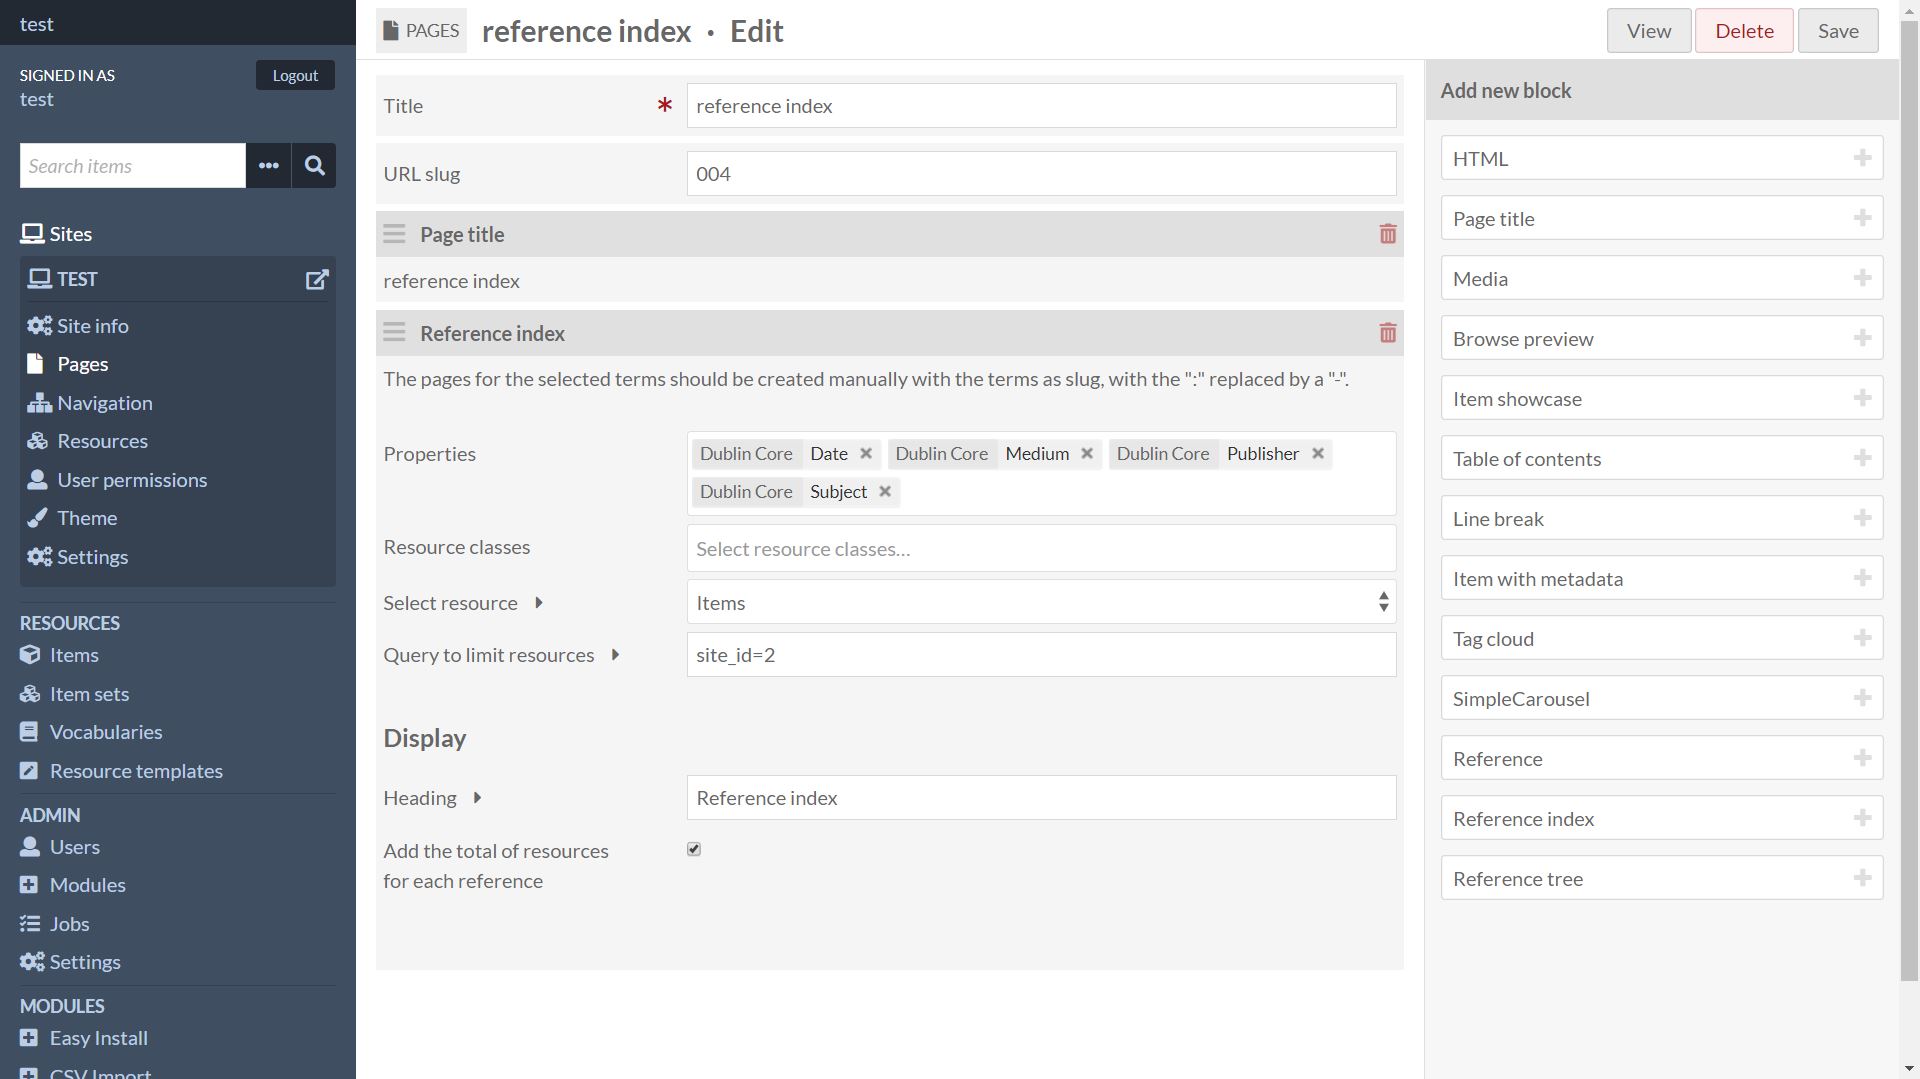 test
SIGNED IN AS
Logout
test
Search items
Sites
TEST
Site info
Pages
Navigation
Resources
User permissions
Theme
Settings
RESOURCES
Items
Item sets
Vocabularies
Resource templates
ADMIN
Users
Modules
Jobs
Settings
MODULES
Easy Install
CSV Import
PAGES reference index · Edit
View Delete Save
Title * reference index
URL slug 004
Page title
reference index
Reference index
The pages for the selected terms should be created manually with the terms as slug, with the ":" replaced by a "-".
Properties Dublin Core Date Dublin Core Medium Dublin Core Publisher
Dublin Core Subject
Resource classes Select resource classes...
Select resource Items
Query to limit resources site_id=2
Display
Heading Reference index
Add the total of resources
for each reference
Add new block
HTML
Page title
Media
Browse preview
Item showcase
Table of contents
Line break
Item with metadata
Tag cloud
SimpleCarousel
Reference
Reference index
Reference tree